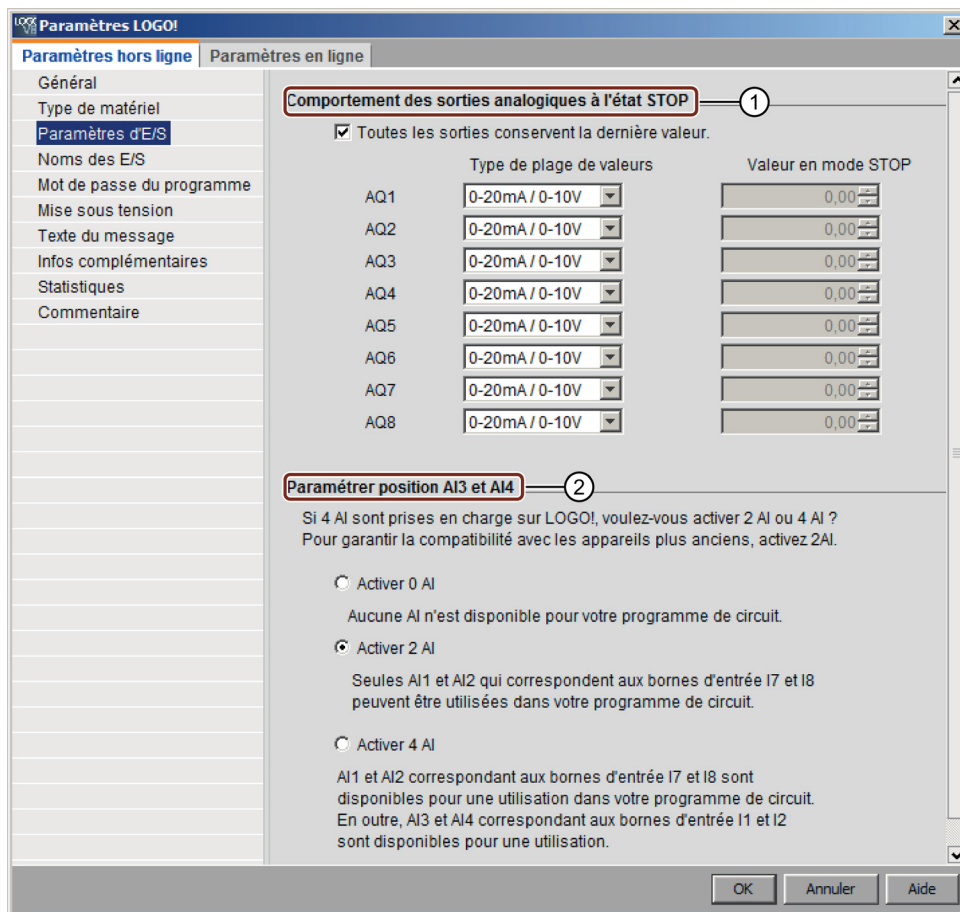 Paramètres LOGO!
Paramètres hors ligne
Paramètres en ligne
Général
Type de matériel
Paramètres d'E/S
Noms des E/S
Mot de passe du programme
Mise sous tension
Texte du message
Infos complémentaires
Statistiques
Commentaire
Comportement des sorties analogiques à l'état STOP
1
Toutes les sorties conservent la dernière valeur.
Type de plage de valeurs Valeur en mode STOP
AQ1 0-20mA / 0-10V 0,00
AQ2 0-20mA / 0-10V 0,00
AQ3 0-20mA / 0-10V 0,00
AQ4 0-20mA / 0-10V 0,00
AQ5 0-20mA / 0-10V 0,00
AQ6 0-20mA / 0-10V 0,00
AQ7 0-20mA / 0-10V 0,00
AQ8 0-20mA / 0-10V 0,00
Paramétrer position AI3 et AI4
2
Si 4 AI sont prises en charge sur LOGO!, voulez-vous activer 2 AI ou 4 AI ?
Pour garantir la compatibilité avec les appareils plus anciens, activez 2AI.
Activer 0 AI
Aucune AI n'est disponible pour votre programme de circuit.
Activer 2 AI
Seules AI1 et AI2 qui correspondent aux bornes d'entrée I7 et I8
peuvent être utilisées dans votre programme de circuit.
Activer 4 AI
AI1 et AI2 correspondant aux bornes d'entrée I7 et I8 sont
disponibles pour une utilisation dans votre programme de circuit.
En outre, AI3 et AI4 correspondant aux bornes d'entrée I1 et I2
sont disponibles pour une utilisation.
OK Annuler Aide